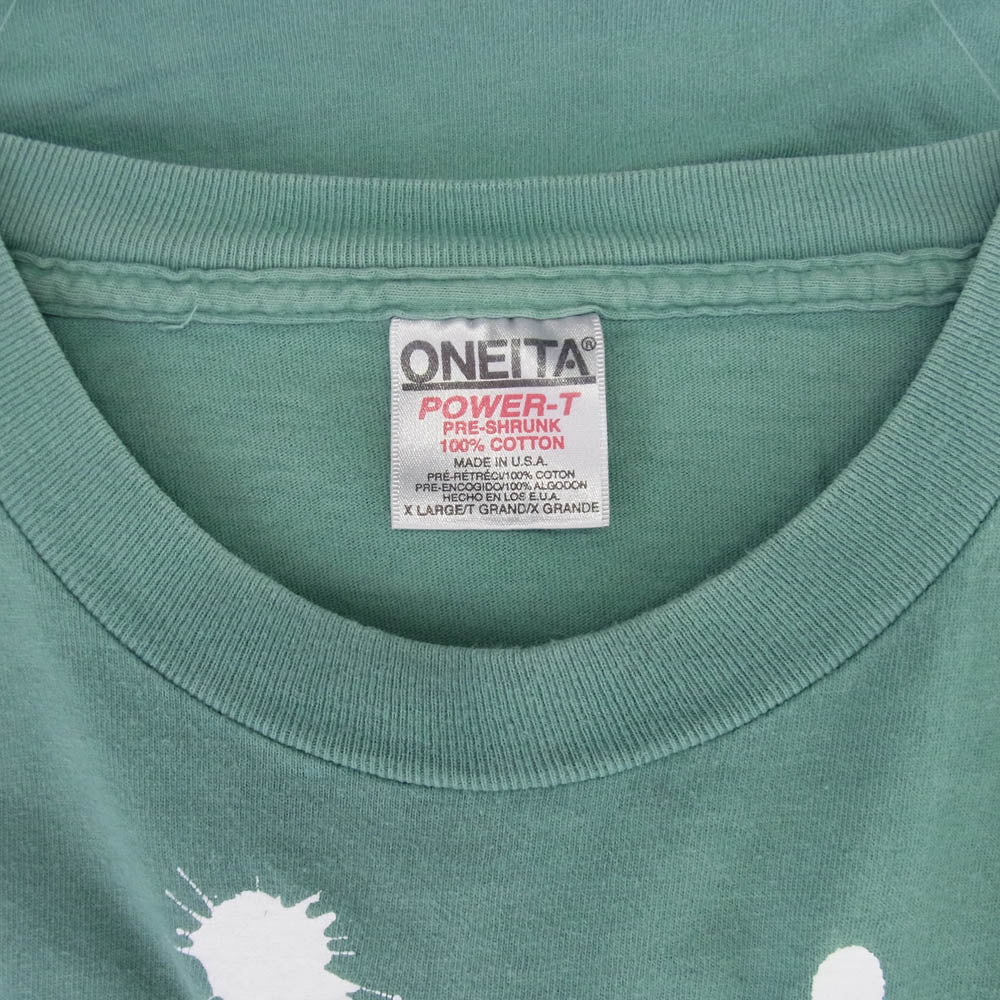 ONEITA®
POWER-T
PRE-SHRUNK
100% COTTON
MADE IN U.S.A.
PRÉ-RÉTRÉCI/100% COTON
PRE-ENCOGIDO/100% ALGODON
HECHO EN LOS E.U.A.
X LARGE/T GRAND/X GRANDE